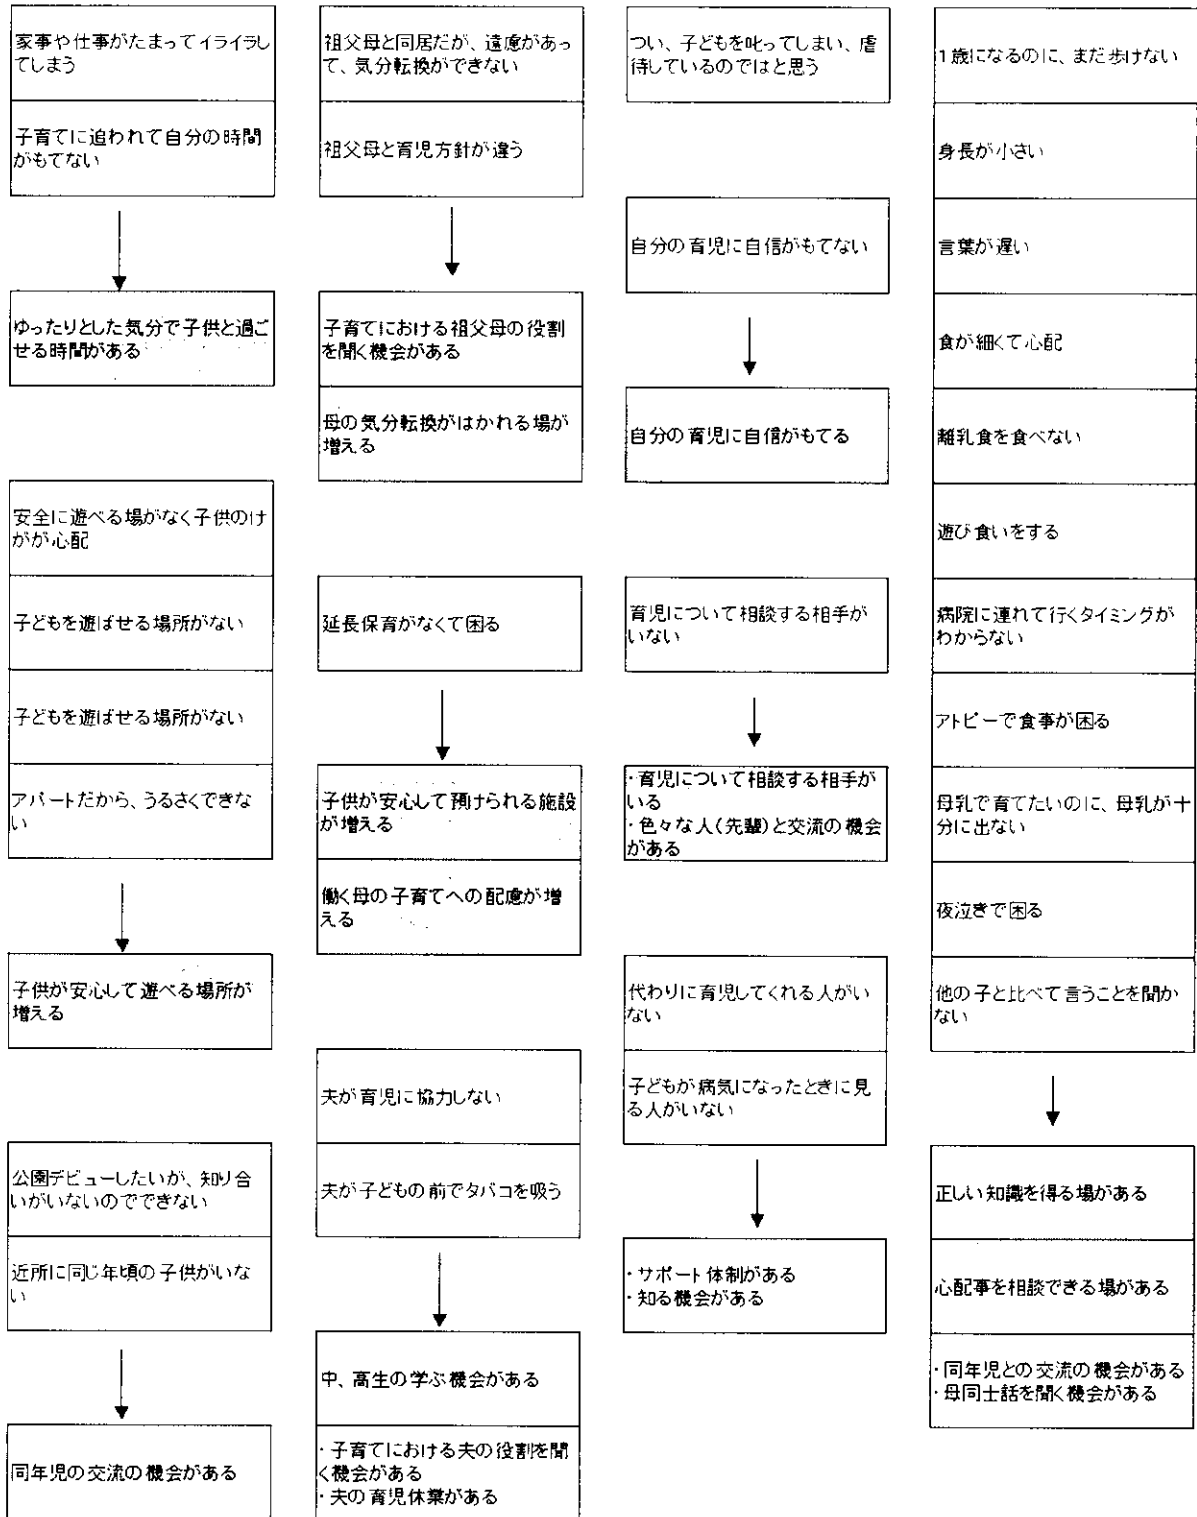 家事や仕事がたまってイライラし
てしまう
子育てに追われて自分の時間
がもてない
ゆったりとした気分で子供と過ご
せる時間がある
安全に遊べる場がなく子供のけ
がが心配
子どもを遊ばせる場所がない
子どもを遊ばせる場所がない
アパートだから、うるさくできな
い
子供が安心して遊べる場所が
増える
公園デビューしたいが、知り合
いがいないのでできない
近所に同じ年頃の子供がいな
い
同年児の交流の機会がある
祖父母と同居だが、遠慮があっ
て、気分転換ができない
祖父母と育児方針が違う
子育てにおける祖父母の役割
を聞く機会がある
母の気分転換がはかれる場が
増える
延長保育がなくて困る
子供が安心して預けられる施設
が増える
働く母の子育てへの配慮が増
える
夫が育児に協力しない
夫が子どもの前でタバコを吸う
中、高生の学ぶ機会がある
・子育てにおける夫の役割を聞
く機会がある
・夫の育児休業がある
つい、子どもを叱ってしまい、虐
待しているのではと思う
自分の育児に自信がもてない
自分の育児に自信がもてる
育児について相談する相手が
いない
・育児について相談する相手が
いる
・色々な人(先輩)と交流の機会
がある
代わりに育児してくれる人がい
ない
子どもが病気になったときに見
る人がいない
・サポート体制がある
・知る機会がある
1歳になるのに、まだ歩けない
身長が小さい
言葉が遅い
食が細くて心配
離乳食を食べない
遊び食いをする
病院に連れて行くタイミングが
わからない
アトピーで食事が困る
母乳で育てたいのに、母乳が十
分に出ない
夜泣きで困る
他の子と比べて言うことを聞か
ない
正しい知識を得る場がある
心配事を相談できる場がある
・同年児との交流の機会がある
・母同士話を聞く機会がある